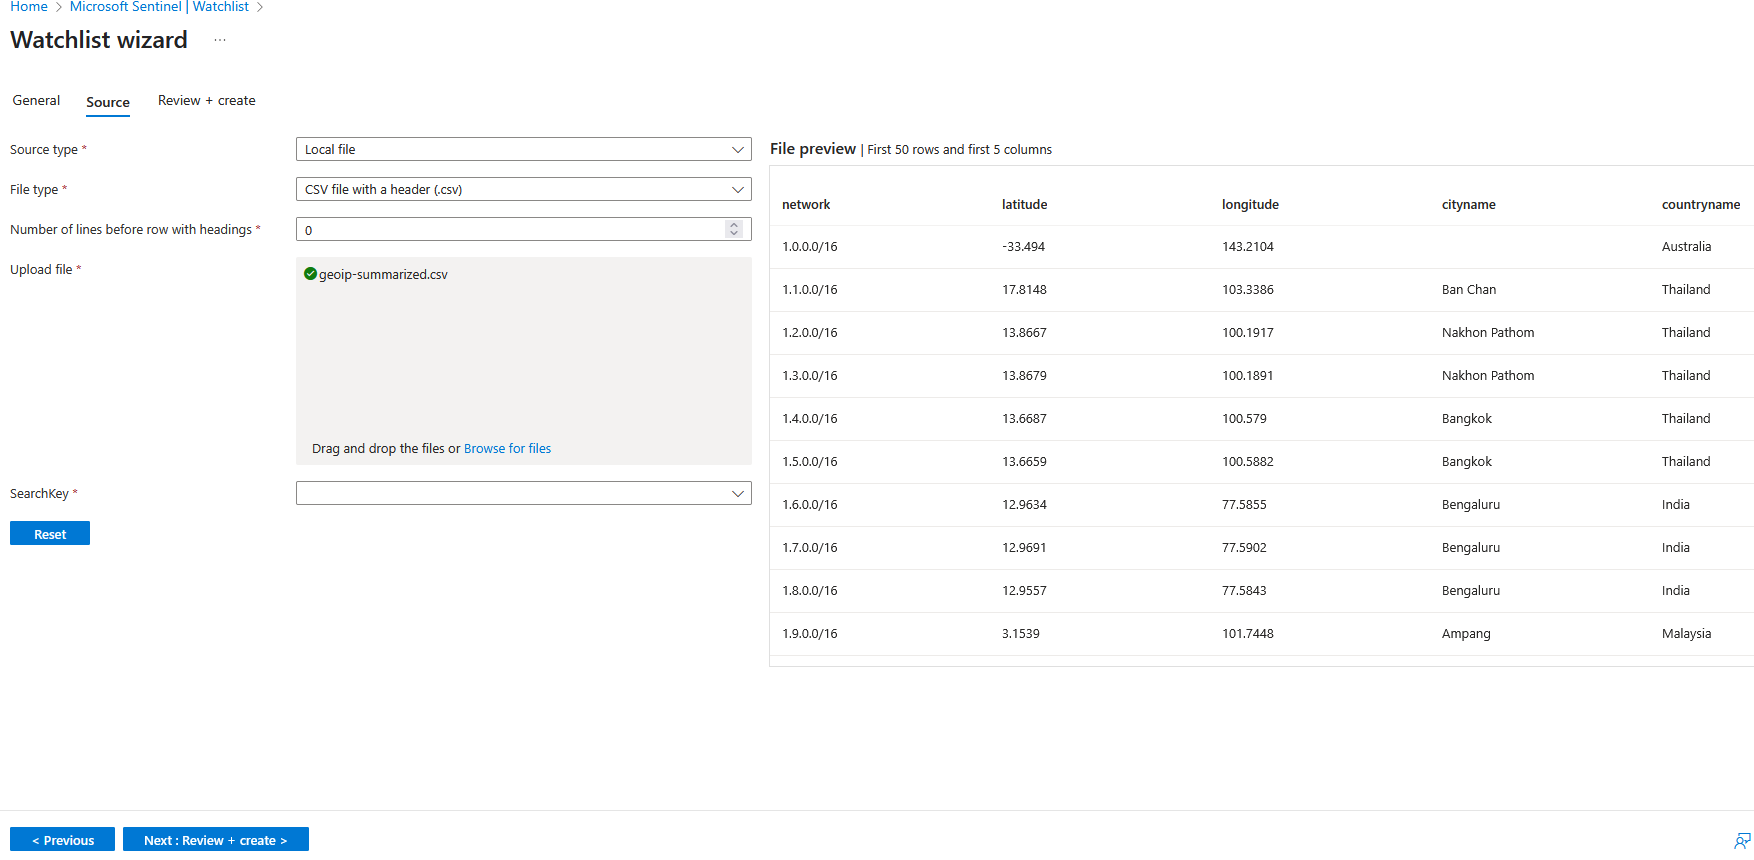 Home > Microsoft Sentinel | Watchlist >
Watchlist wizard ...
General Source Review + create
Source type * Local file
File type * CSV file with a header (.csv)
Number of lines before row with headings * 0
Upload file * geoip-summarized.csv
Drag and drop the files or Browse for files
SearchKey *
Reset
File preview | First 50 rows and first 5 columns
network latitude longitude cityname countryname
1.0.0.0/16 -33.494 143.2104 Australia
1.1.0.0/16 17.8148 103.3386 Ban Chan Thailand
1.2.0.0/16 13.8667 100.1917 Nakhon Pathom Thailand
1.3.0.0/16 13.8679 100.1891 Nakhon Pathom Thailand
1.4.0.0/16 13.6687 100.579 Bangkok Thailand
1.5.0.0/16 13.6659 100.5882 Bangkok Thailand
1.6.0.0/16 12.9634 77.5855 Bengaluru India
1.7.0.0/16 12.9691 77.5902 Bengaluru India
1.8.0.0/16 12.9557 77.5843 Bengaluru India
1.9.0.0/16 3.1539 101.7448 Ampang Malaysia
< Previous Next : Review + create >